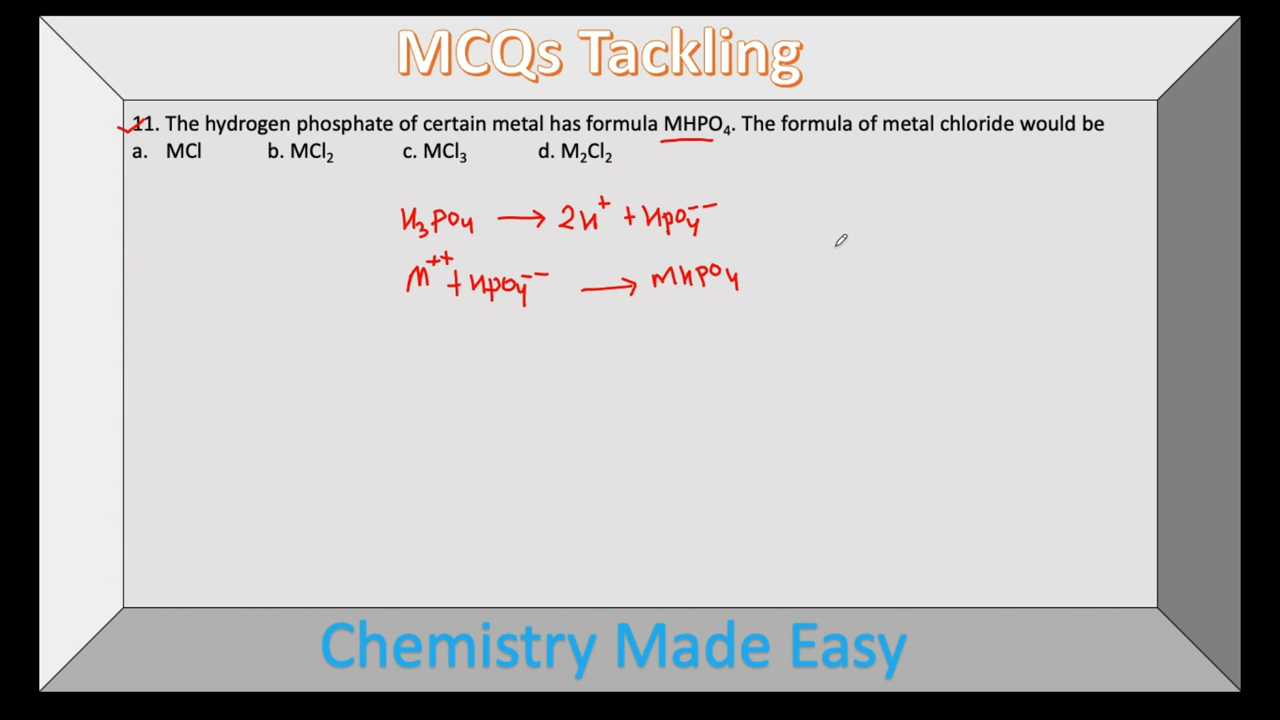 MCQs Tackling
11. The hydrogen phosphate of certain metal has formula MHPO₄. The formula of metal chloride would be
a. MCl b. MCl₂ c. MCl₃ d. M₂Cl₂
H₃PO₄ → 2H⁺ + HPO₄⁻⁻
M⁺⁺ + HPO₄⁻⁻ → MHPO₄
Chemistry Made Easy